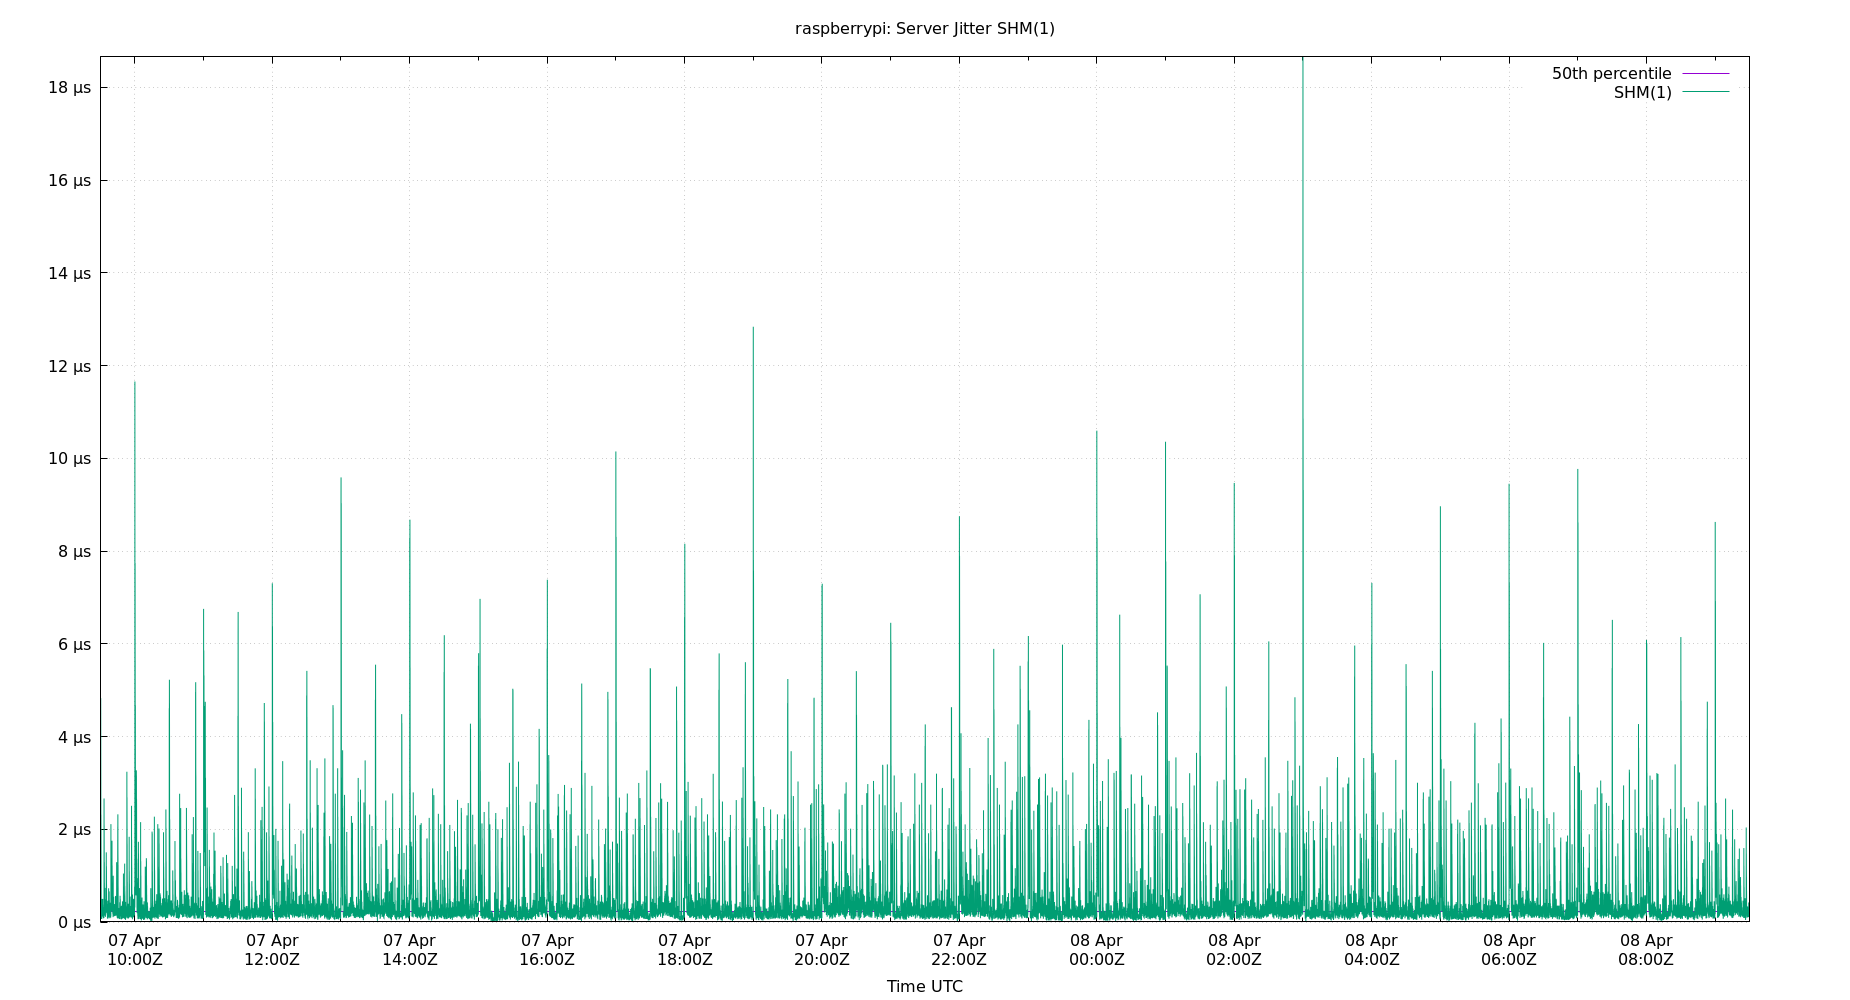 raspberrypi: Server Jitter SHM(1)
50th percentile
SHM(1)
18 µs
16 µs
14 µs
12 µs
10 µs
8 µs
6 µs
4 µs
2 µs
0 µs
07 Apr 07 Apr 07 Apr 07 Apr 07 Apr 07 Apr 07 Apr 08 Apr 08 Apr 08 Apr 08 Apr 08 Apr
10:00Z 12:00Z 14:00Z 16:00Z 18:00Z 20:00Z 22:00Z 00:00Z 02:00Z 04:00Z 06:00Z 08:00Z
Time UTC